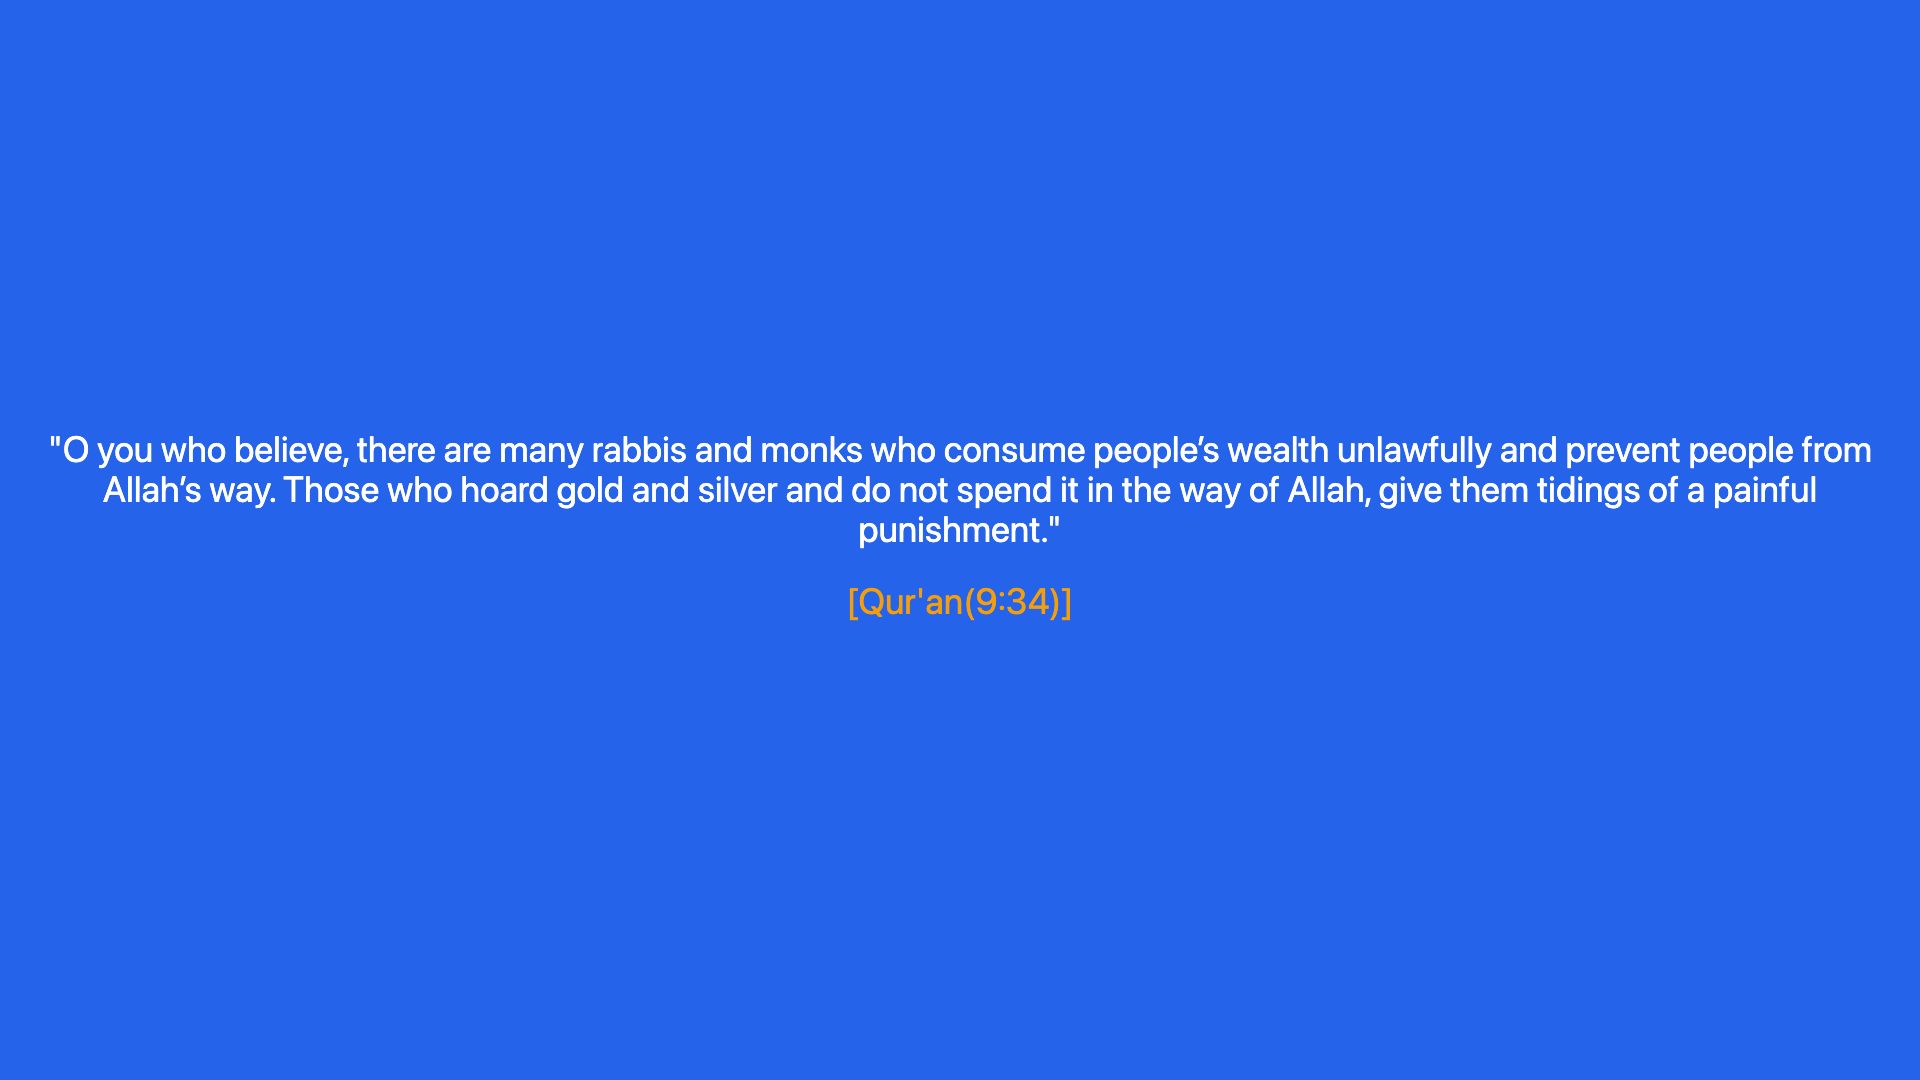 "O you who believe, there are many rabbis and monks who consume people’s wealth unlawfully and prevent people from
Allah’s way. Those who hoard gold and silver and do not spend it in the way of Allah, give them tidings of a painful
punishment."
[Qur'an(9:34)]